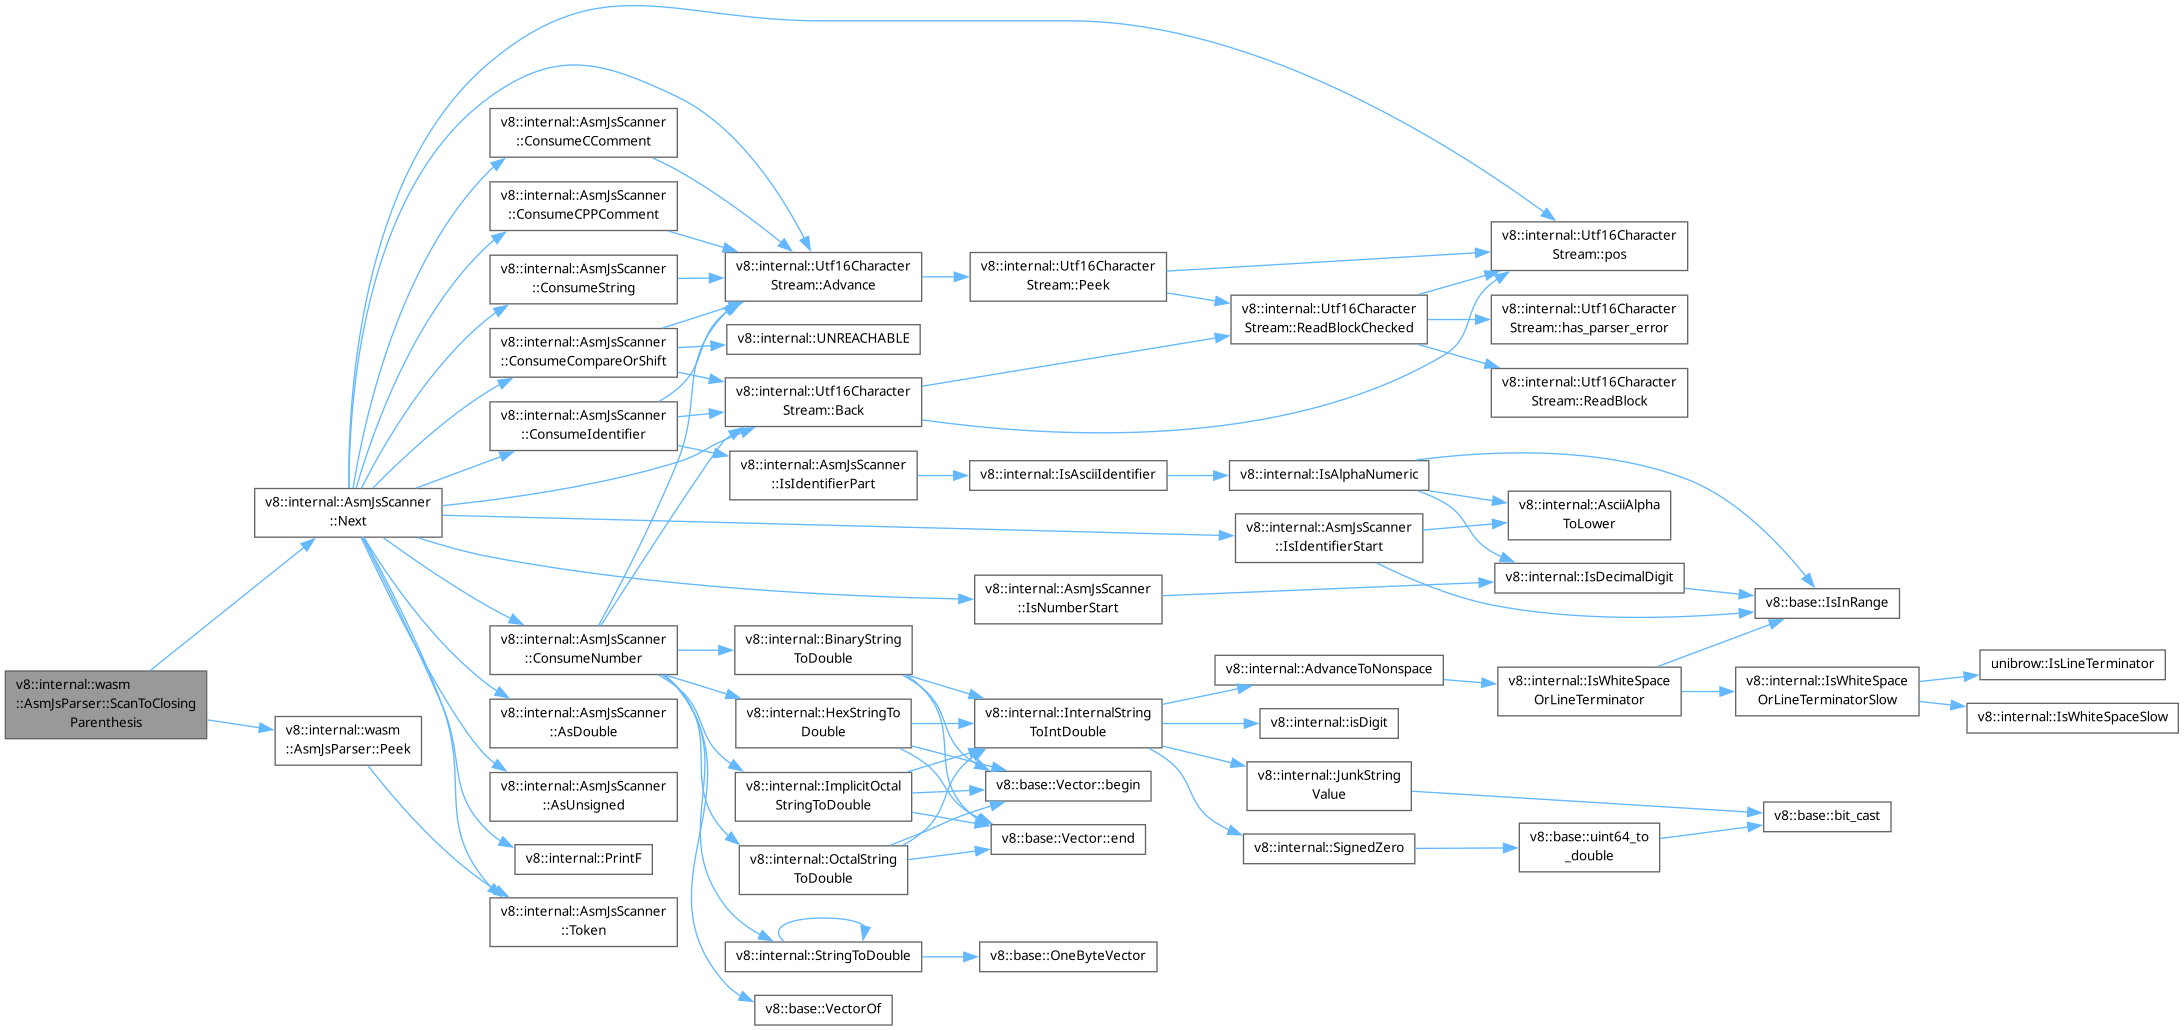 v8::internal::wasm
::AsmJsParser::ScanToClosing
Parenthesis
v8::internal::AsmJsScanner
::Next
v8::internal::wasm
::AsmJsParser::Peek
v8::internal::AsmJsScanner
::ConsumeCComment
v8::internal::AsmJsScanner
::ConsumeCPPComment
v8::internal::AsmJsScanner
::ConsumeString
v8::internal::AsmJsScanner
::ConsumeCompareOrShift
v8::internal::AsmJsScanner
::ConsumeIdentifier
v8::internal::AsmJsScanner
::ConsumeNumber
v8::internal::AsmJsScanner
::AsDouble
v8::internal::AsmJsScanner
::AsUnsigned
v8::internal::PrintF
v8::internal::AsmJsScanner
::Token
v8::internal::Utf16Character
Stream::Advance
v8::internal::UNREACHABLE
v8::internal::Utf16Character
Stream::Back
v8::internal::AsmJsScanner
::IsIdentifierPart
v8::internal::BinaryString
ToDouble
v8::internal::HexStringTo
Double
v8::internal::ImplicitOctal
StringToDouble
v8::internal::OctalString
ToDouble
v8::internal::StringToDouble
v8::base::VectorOf
v8::internal::Utf16Character
Stream::Peek
v8::internal::IsAsciiIdentifier
v8::internal::AsmJsScanner
::IsNumberStart
v8::internal::InternalString
ToIntDouble
v8::base::Vector::begin
v8::base::Vector::end
v8::base::OneByteVector
v8::internal::Utf16Character
Stream::ReadBlockChecked
v8::internal::IsAlphaNumeric
v8::internal::AsmJsScanner
::IsIdentifierStart
v8::internal::AdvanceToNonspace
v8::internal::isDigit
v8::internal::JunkString
Value
v8::internal::SignedZero
v8::internal::Utf16Character
Stream::pos
v8::internal::Utf16Character
Stream::has_parser_error
v8::internal::Utf16Character
Stream::ReadBlock
v8::internal::AsciiAlpha
ToLower
v8::internal::IsDecimalDigit
v8::internal::IsWhiteSpace
OrLineTerminator
v8::base::uint64_to
_double
v8::base::IsInRange
v8::internal::IsWhiteSpace
OrLineTerminatorSlow
v8::base::bit_cast
unibrow::IsLineTerminator
v8::internal::IsWhiteSpaceSlow